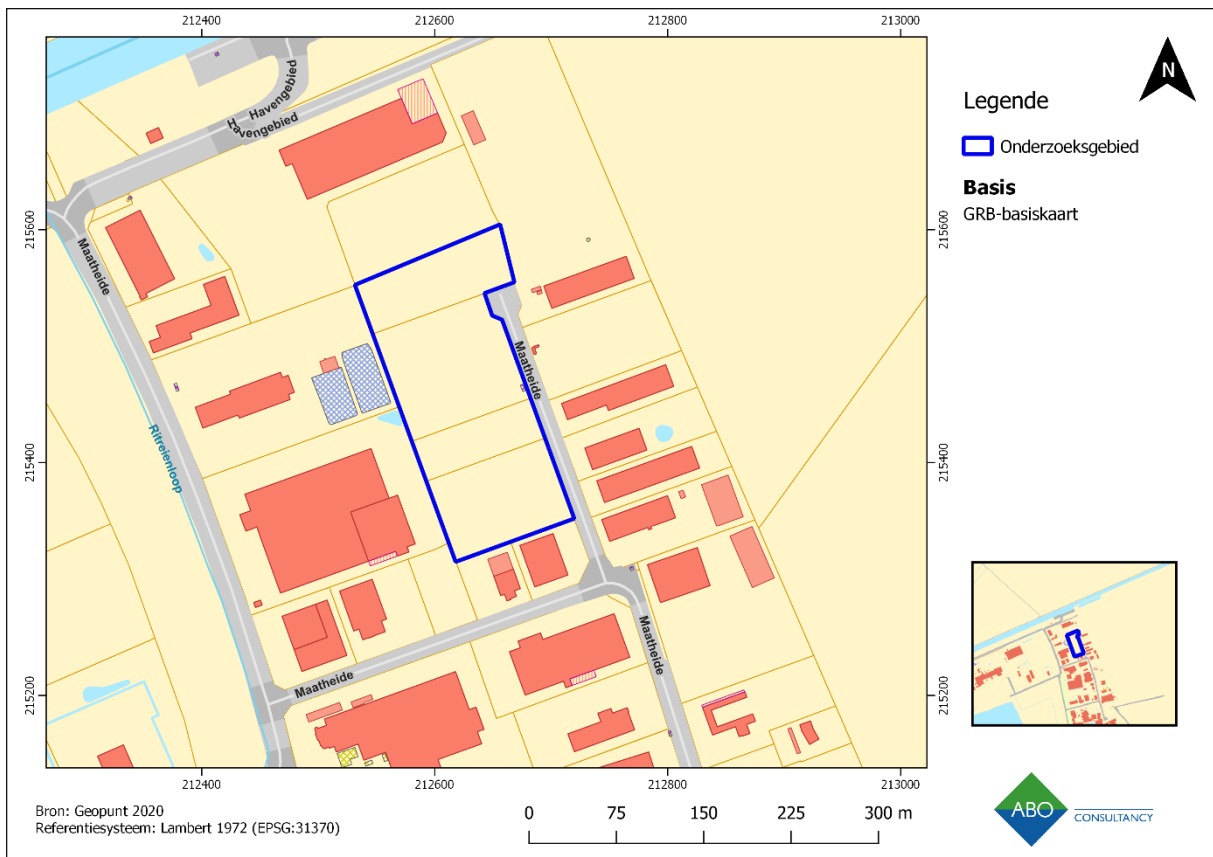 212400
212600
212800
213000
215600
215400
215200
215600
215400
215200
212400
212600
212800
213000
Havengebied
Havengebied
Maatheide
Maatheide
Ritreienloop
Maatheide
Maatheide
N
Legende
Onderzoeksgebied
Basis
GRB-basiskaart
Bron: Geopunt 2020
Referentiesysteem: Lambert 1972 (EPSG:31370)
0 75 150 225 300 m
ABO
CONSULTANCY